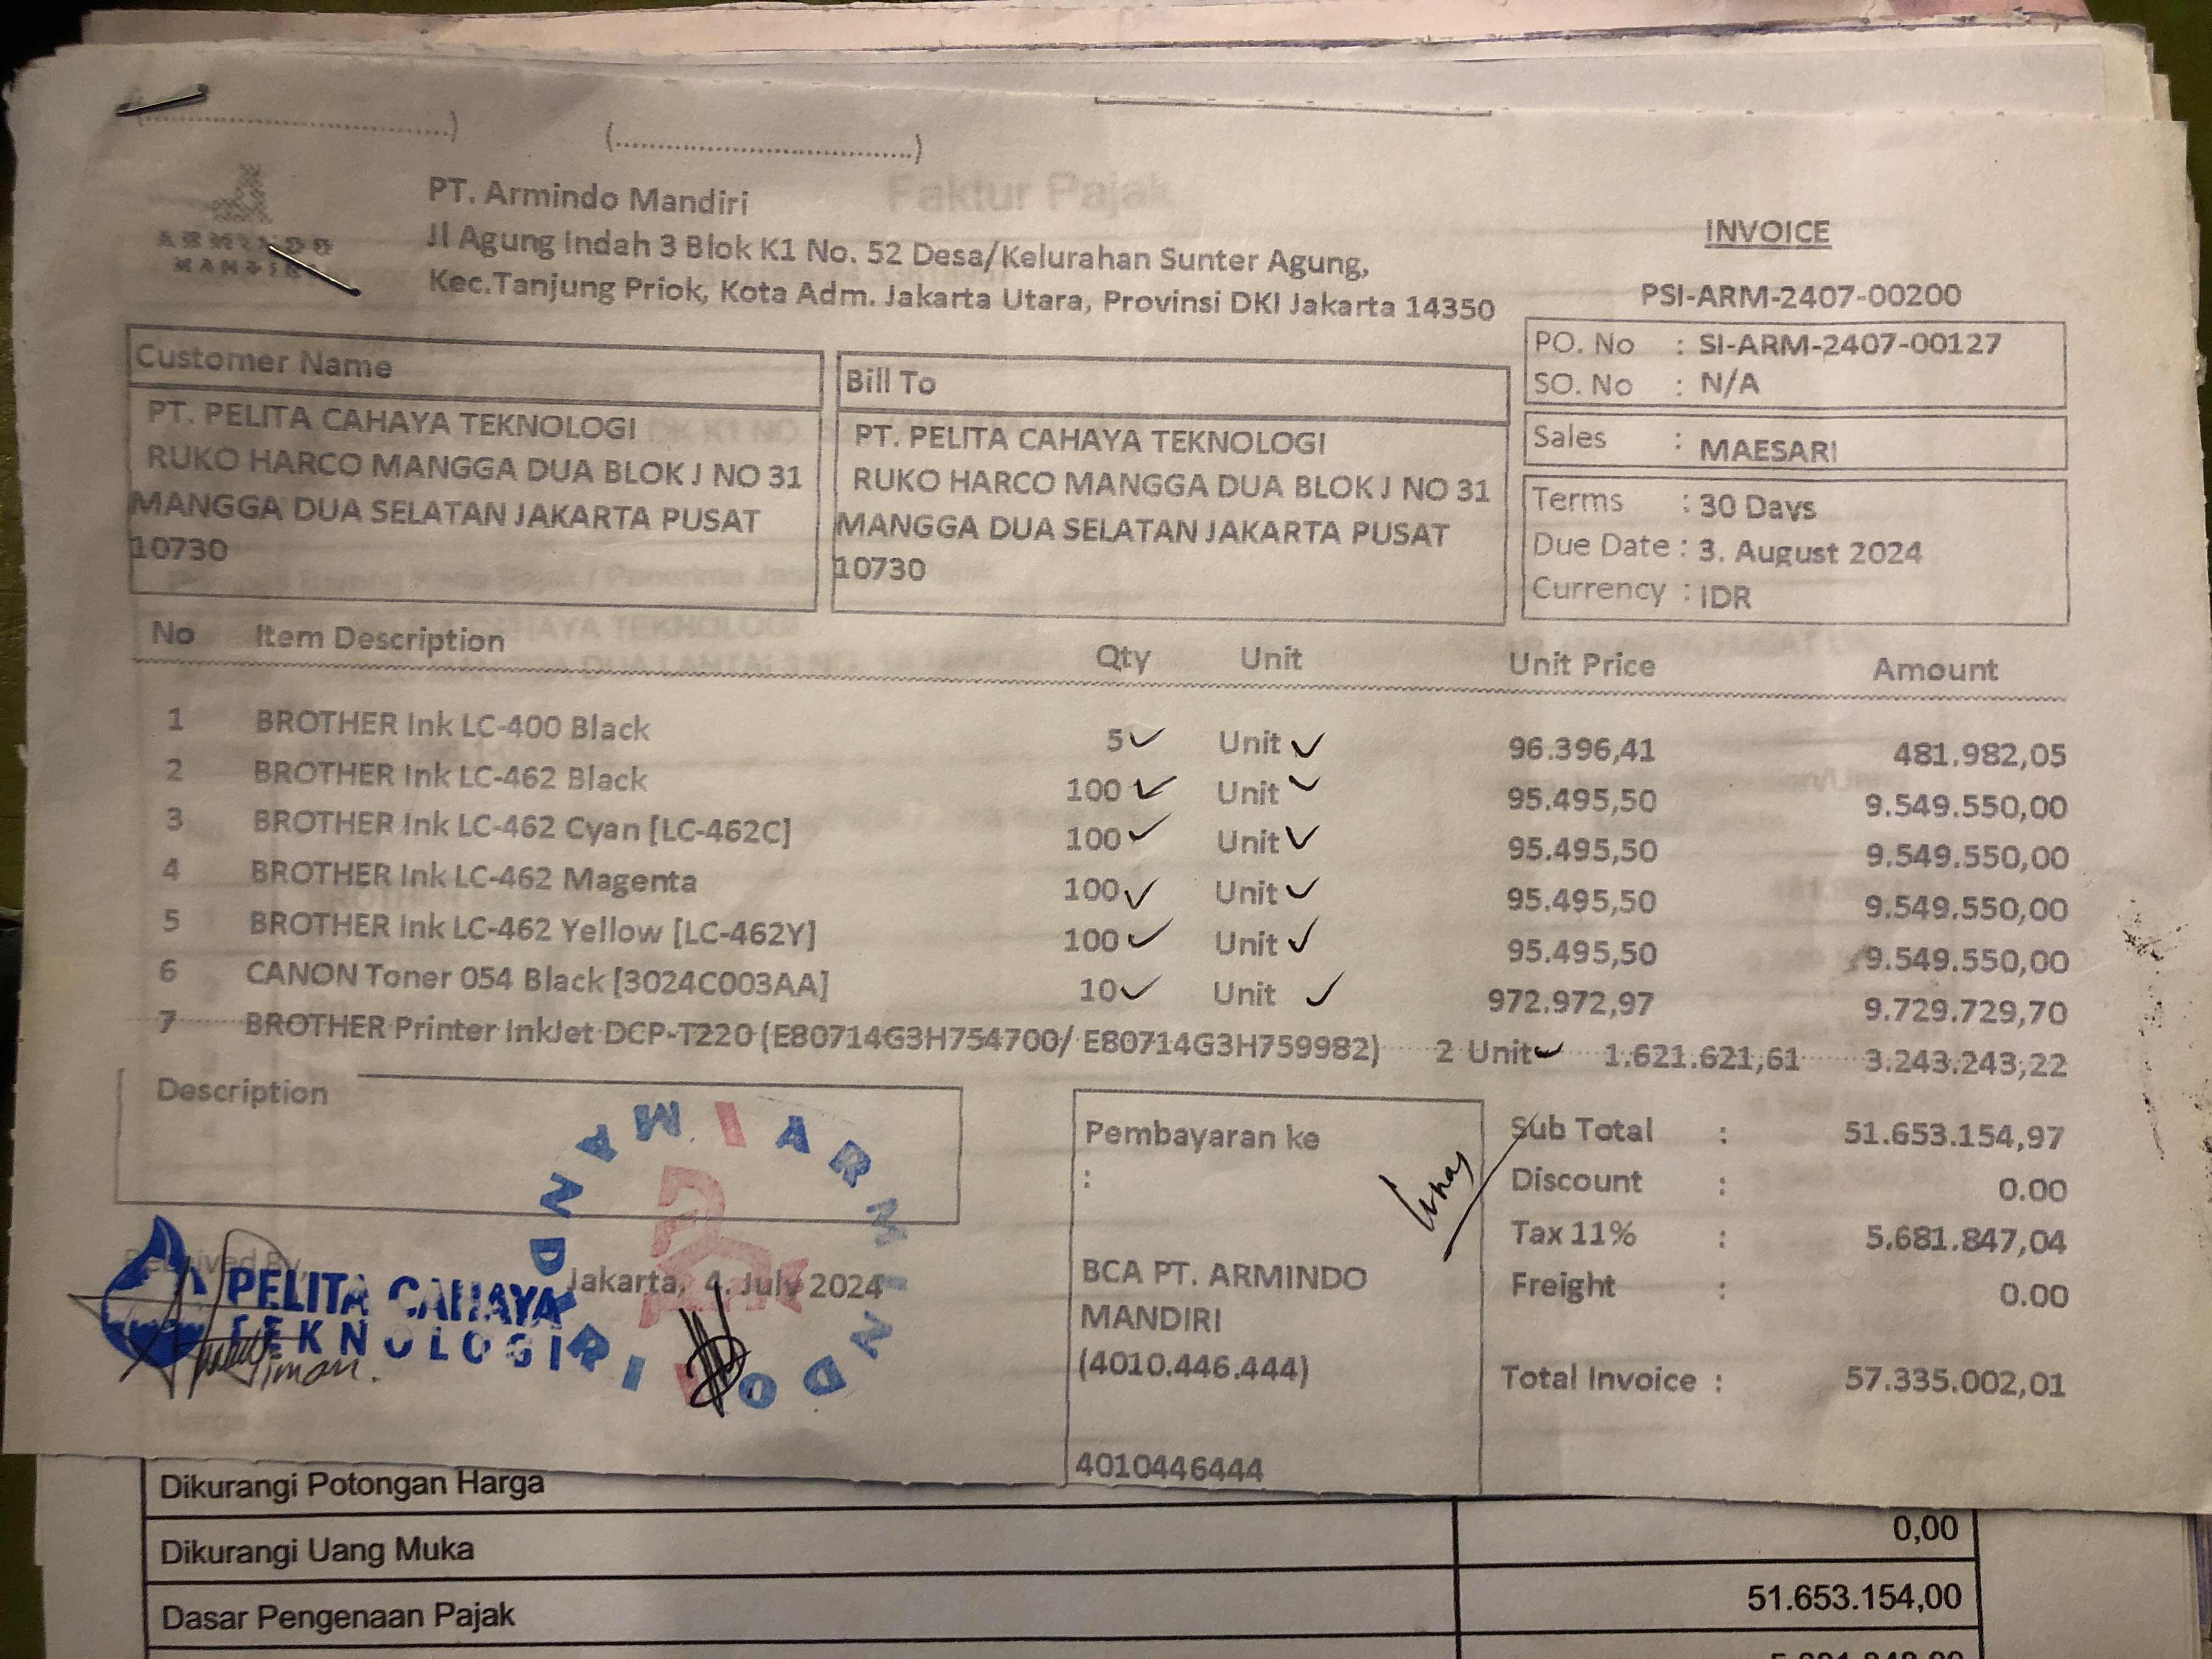 (....................................)
(....................................)
ARMINDO
MANDIRI
PT. Armindo Mandiri
Faktur Pajak
Jl Agung Indah 3 Blok K1 No. 52 Desa/Kelurahan Sunter Agung,
Kec.Tanjung Priok, Kota Adm. Jakarta Utara, Provinsi DKI Jakarta 14350
INVOICE
PSI-ARM-2407-00200
PO. No : SI-ARM-2407-00127
SO. No : N/A
Sales : MAESARI
Terms : 30 Days
Due Date : 3. August 2024
Currency : IDR
Customer Name
PT. PELITA CAHAYA TEKNOLOGI
RUKO HARCO MANGGA DUA BLOK J NO 31
MANGGA DUA SELATAN JAKARTA PUSAT
10730
Bill To
PT. PELITA CAHAYA TEKNOLOGI
RUKO HARCO MANGGA DUA BLOK J NO 31
MANGGA DUA SELATAN JAKARTA PUSAT
10730
No Item Description Qty Unit Unit Price Amount
1 BROTHER Ink LC-400 Black 5 Unit 96.396,41 481.982,05
2 BROTHER Ink LC-462 Black 100 Unit 95.495,50 9.549.550,00
3 BROTHER Ink LC-462 Cyan [LC-462C] 100 Unit 95.495,50 9.549.550,00
4 BROTHER Ink LC-462 Magenta 100 Unit 95.495,50 9.549.550,00
5 BROTHER Ink LC-462 Yellow [LC-462Y] 100 Unit 95.495,50 9.549.550,00
6 CANON Toner 054 Black [3024C003AA] 10 Unit 972.972,97 9.729.729,70
7 BROTHER Printer InkJet DCP-T220 (E80714G3H754700/ E80714G3H759982) 2 Unit 1.621.621,61 3.243.243,22
Description
Received By,
PELITA CAHAYA
TEKNOLOGI
Jakarta, 4. July 2024
ARMINDO MANDIRI
Pembayaran ke
:
BCA PT. ARMINDO
MANDIRI
(4010.446.444)
4010446444
Lunas
Sub Total : 51.653.154,97
Discount : 0.00
Tax 11% : 5.681.847,04
Freight : 0.00
Total Invoice : 57.335.002,01
Dikurangi Potongan Harga
Dikurangi Uang Muka 0,00
Dasar Pengenaan Pajak 51.653.154,00